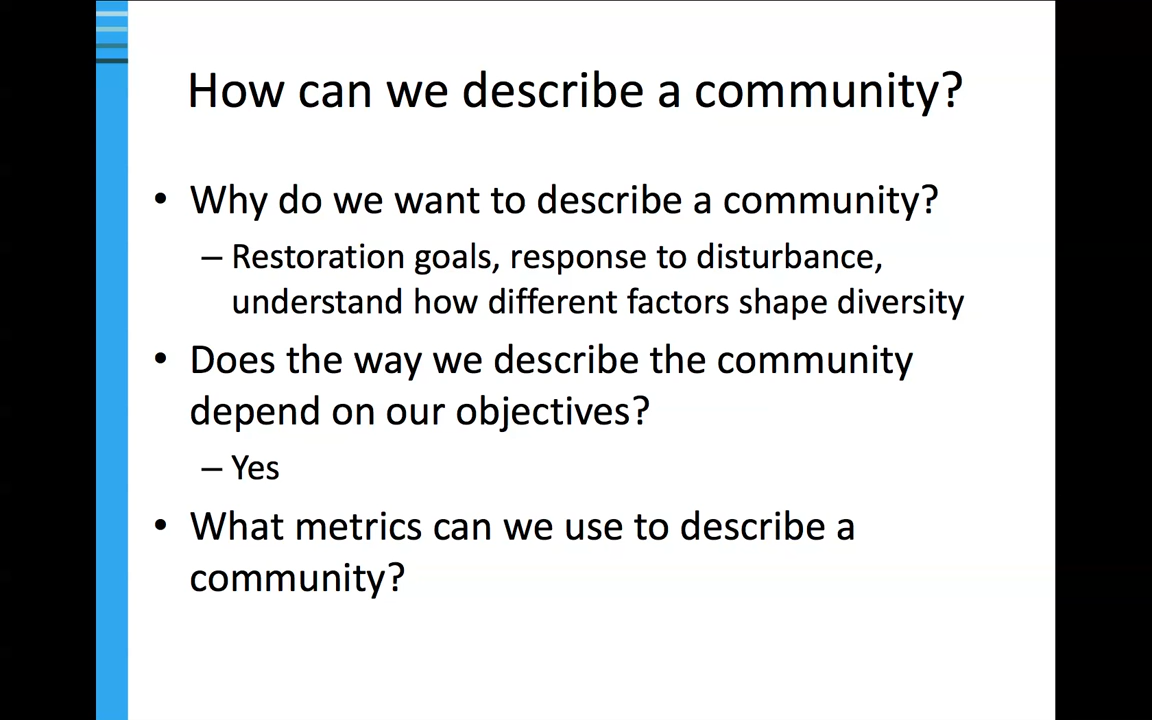 How can we describe a community?
• Why do we want to describe a community?
– Restoration goals, response to disturbance,
understand how different factors shape diversity
• Does the way we describe the community
depend on our objectives?
– Yes
• What metrics can we use to describe a
community?